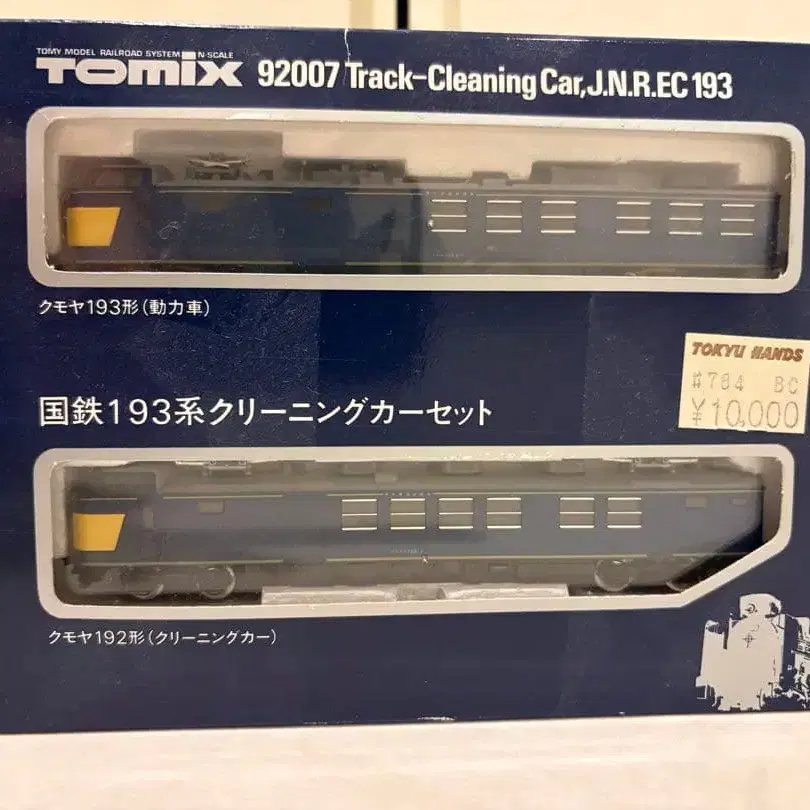 TOMY MODEL RAILROAD SYSTEM N-SCALE
TOMIX 92007 Track-Cleaning Car,J.N.R.EC 193
クモヤ193形(動力車)
TOKYU HANDS
#784 BC
¥10,000
国鉄193系クリーニングカーセット
クモヤ192形(クリーニングカー)